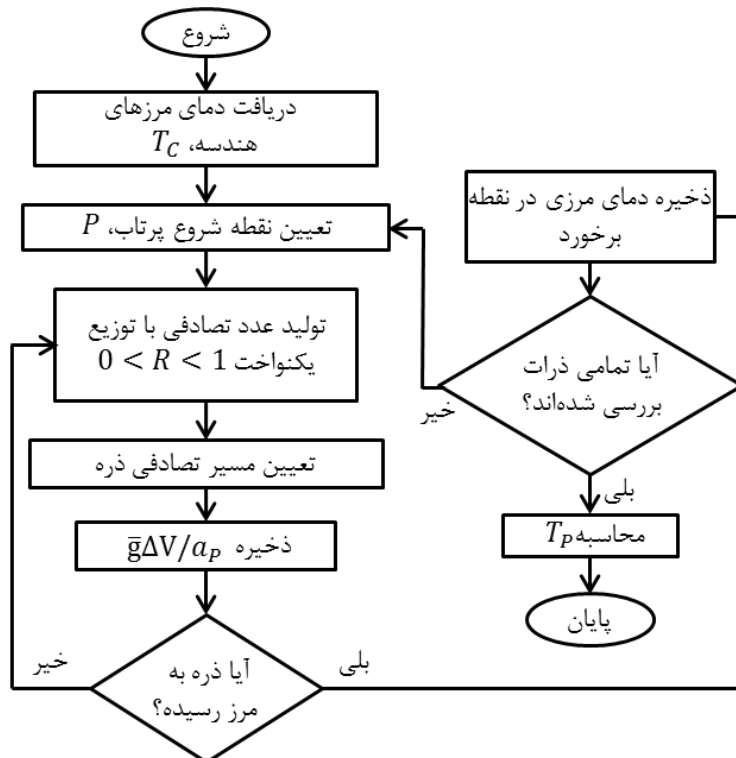 شروع
دریافت دمای مرزهای
هندسه، T_C
تعیین نقطه شروع پرتاب، P
تولید عدد تصادفی با توزیع
یکنواخت 0 < R < 1
تعیین مسیر تصادفی ذره
ذخیره g̅ΔV/a_P
آیا ذره به
مرز رسیده؟
خیر
بلی
ذخیره دمای مرزی در نقطه
برخورد
آیا تمامی ذرات
بررسی شده‌اند؟
خیر
بلی
محاسبه T_P
پایان